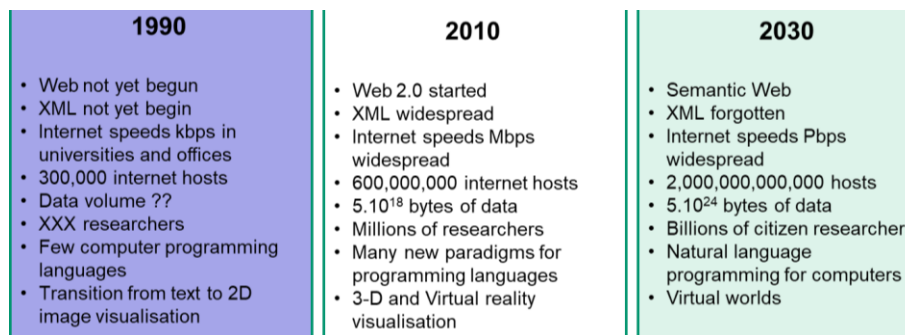 1990
• Web not yet begun
• XML not yet begin
• Internet speeds kbps in
universities and offices
• 300,000 internet hosts
• Data volume ??
• XXX researchers
• Few computer programming
languages
• Transition from text to 2D
image visualisation
2010
• Web 2.0 started
• XML widespread
• Internet speeds Mbps
widespread
• 600,000,000 internet hosts
• 5.10¹⁸ bytes of data
• Millions of researchers
• Many new paradigms for
programming languages
• 3-D and Virtual reality
visualisation
2030
• Semantic Web
• XML forgotten
• Internet speeds Pbps
widespread
• 2,000,000,000,000 hosts
• 5.10²⁴ bytes of data
• Billions of citizen researcher
• Natural language
programming for computers
• Virtual worlds